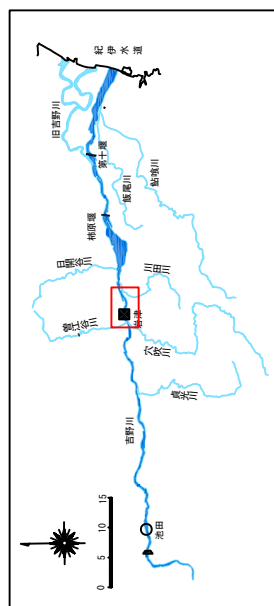 紀伊水道
旧吉野川
第十堰
飯尾川
鮎喰川
柿原堰
日開谷川
川田川
曽江谷川
岩津
穴吹川
貞光川
吉野川
池田
0 5 10 15